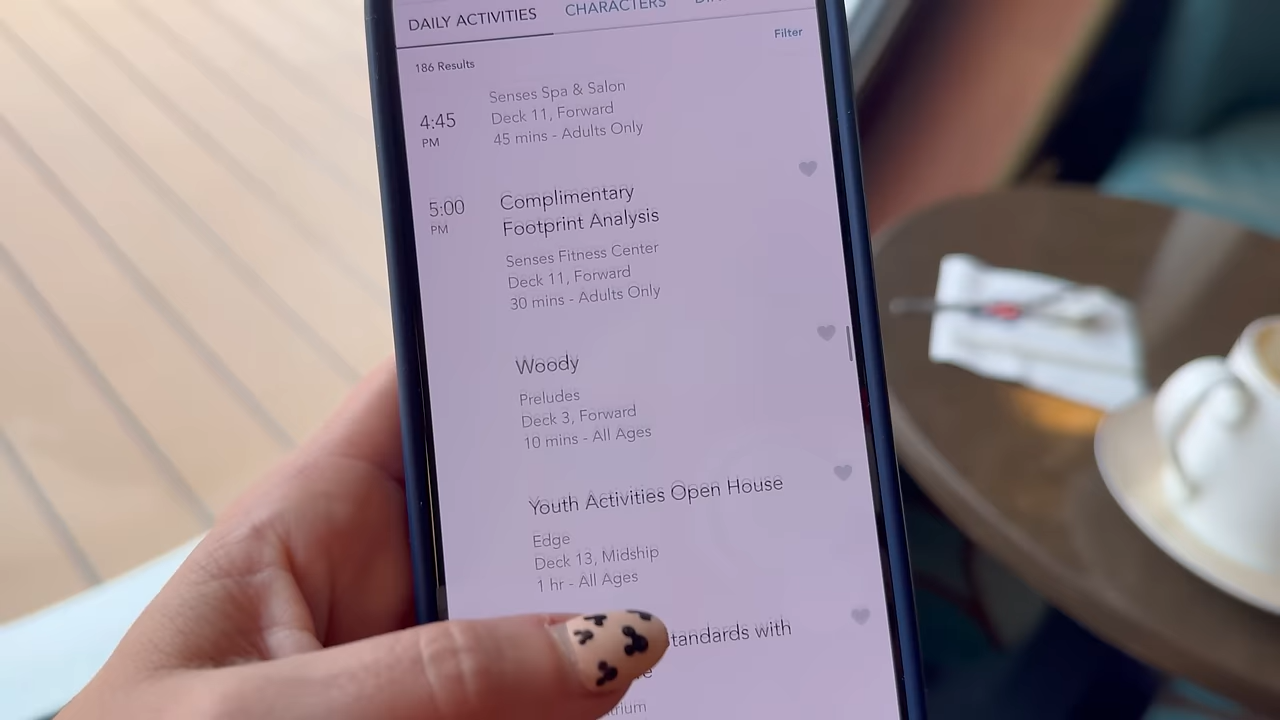 DAILY ACTIVITIES
CHARACTERS
Filter
186 Results
Senses Spa & Salon
4:45
PM
Deck 11, Forward
45 mins - Adults Only
5:00
PM
Complimentary
Footprint Analysis
Senses Fitness Center
Deck 11, Forward
30 mins - Adults Only
Woody
Preludes
Deck 3, Forward
10 mins - All Ages
Youth Activities Open House
Edge
Deck 13, Midship
1 hr - All Ages
tandards with